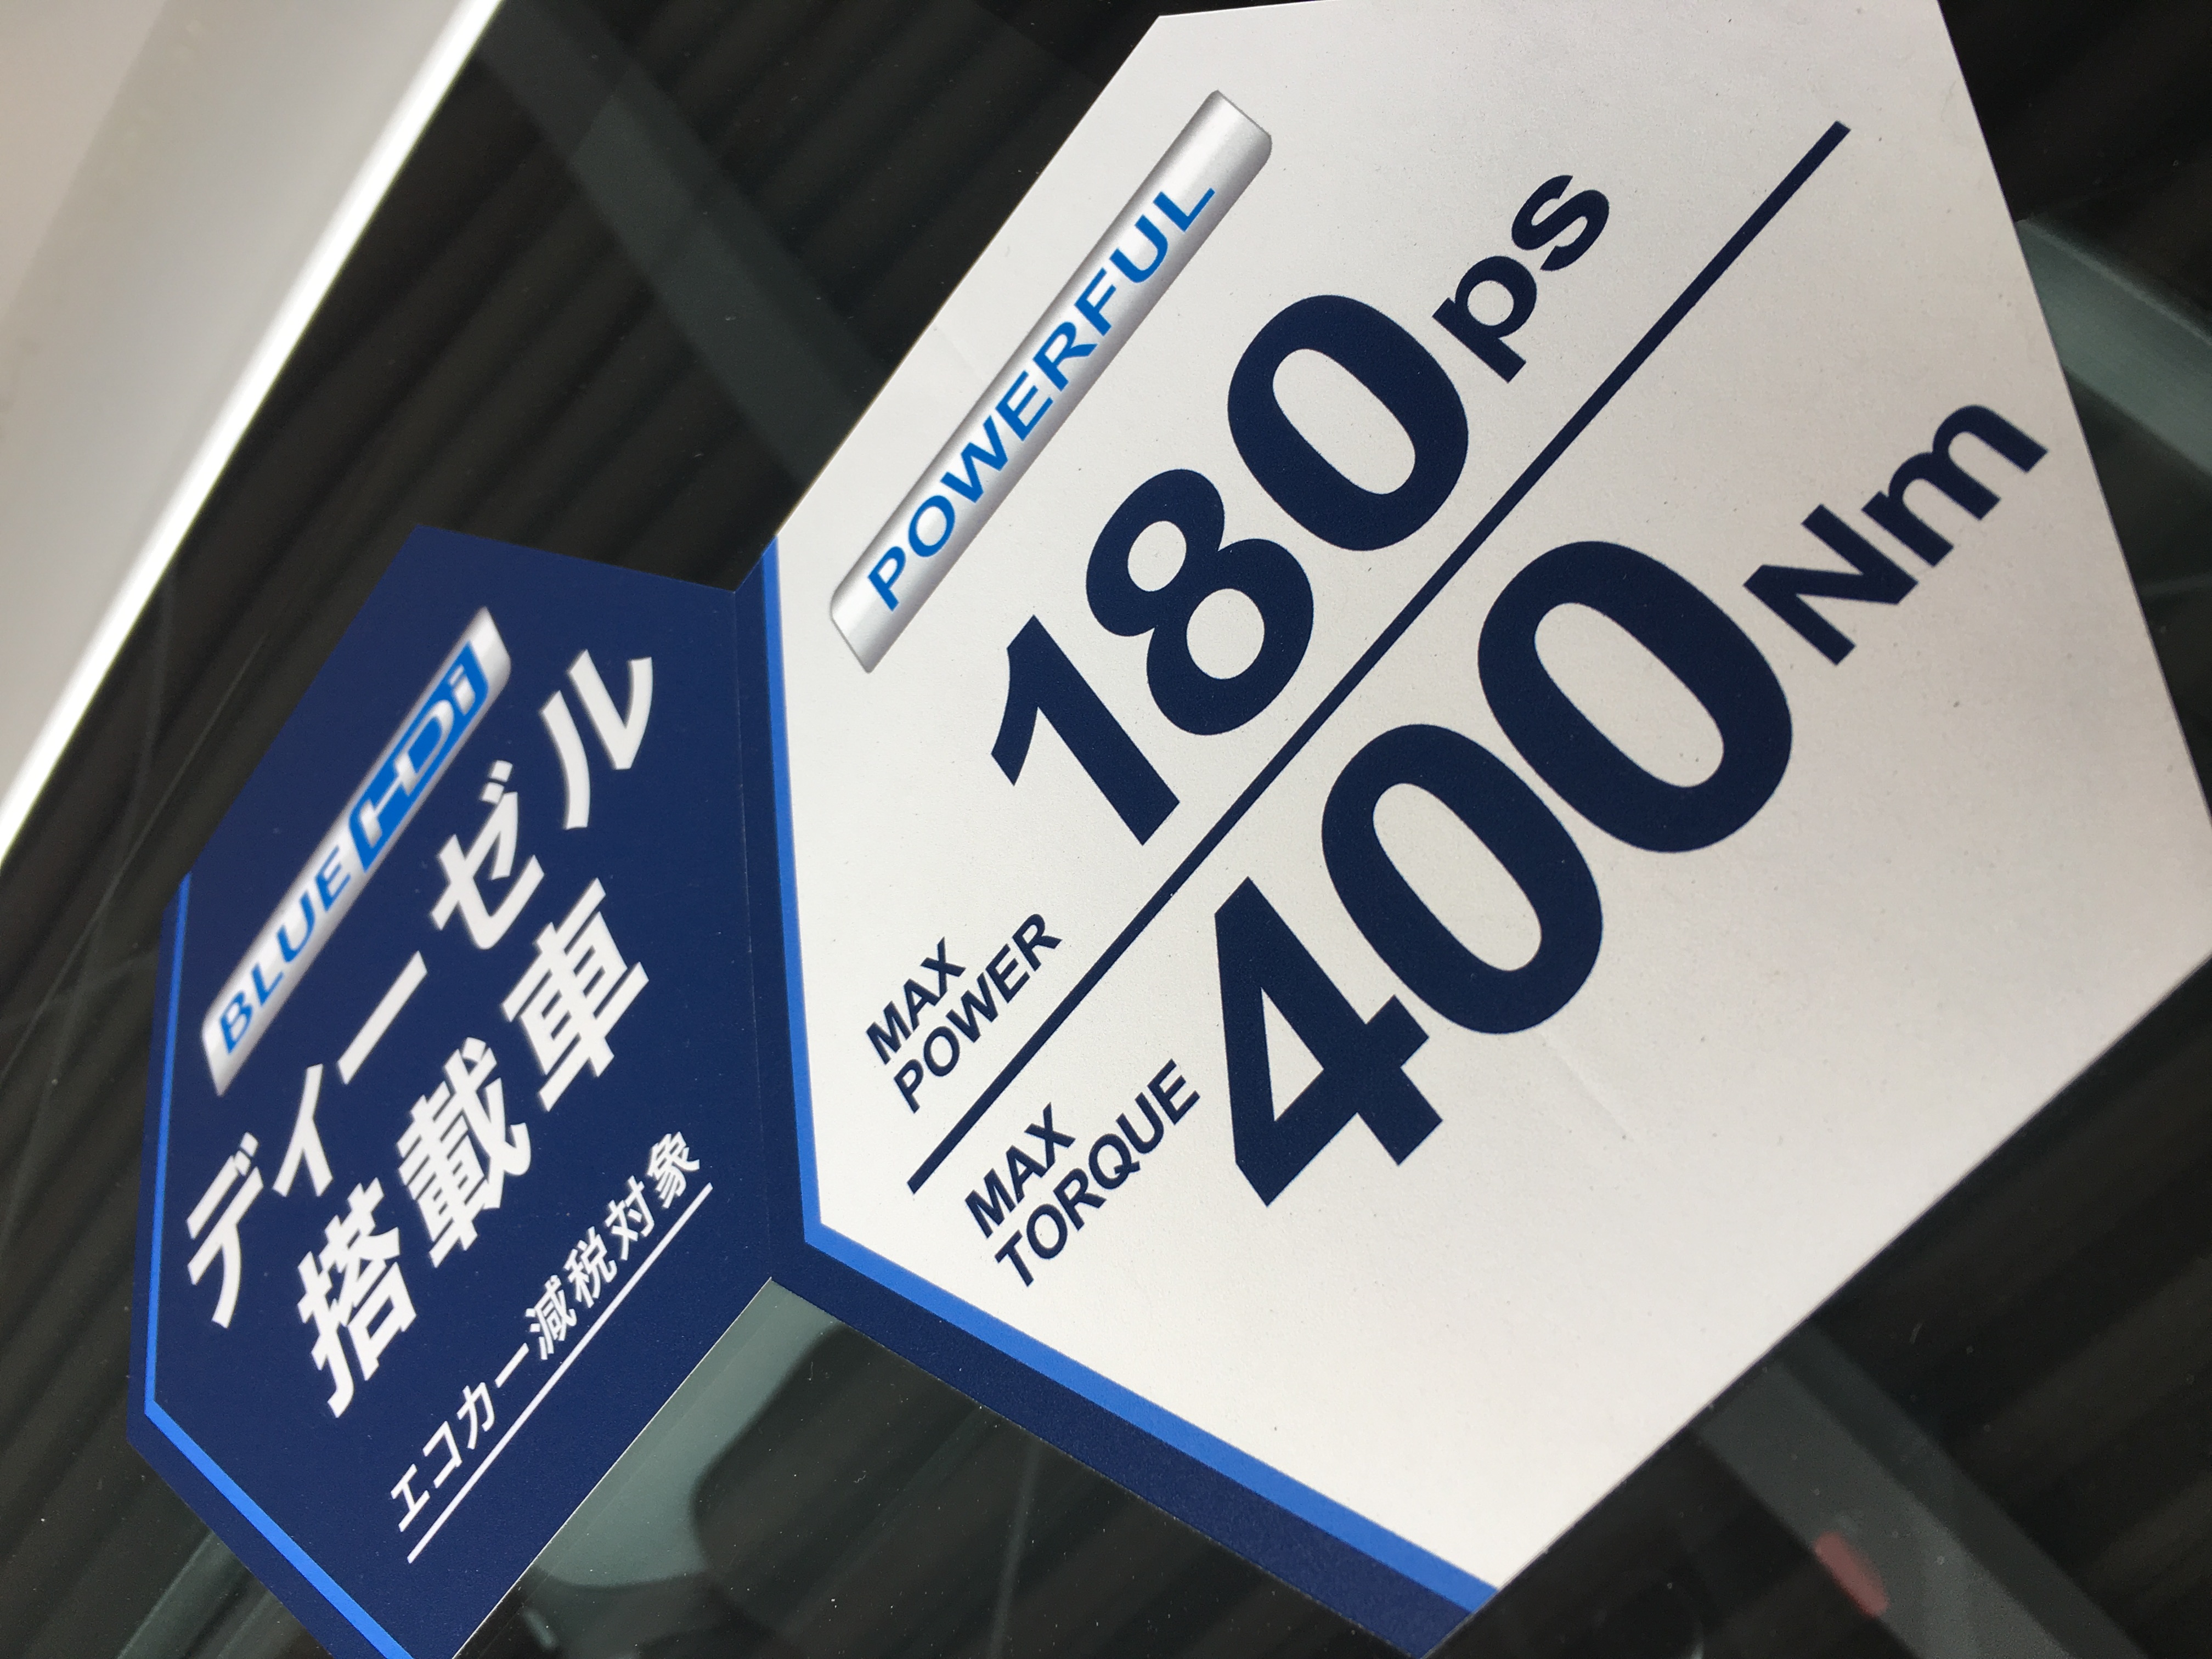 BLUE HDi
ディーゼル
搭載車
エコカー減税対象
POWERFUL
MAX
POWER
180ps
MAX
TORQUE
400Nm